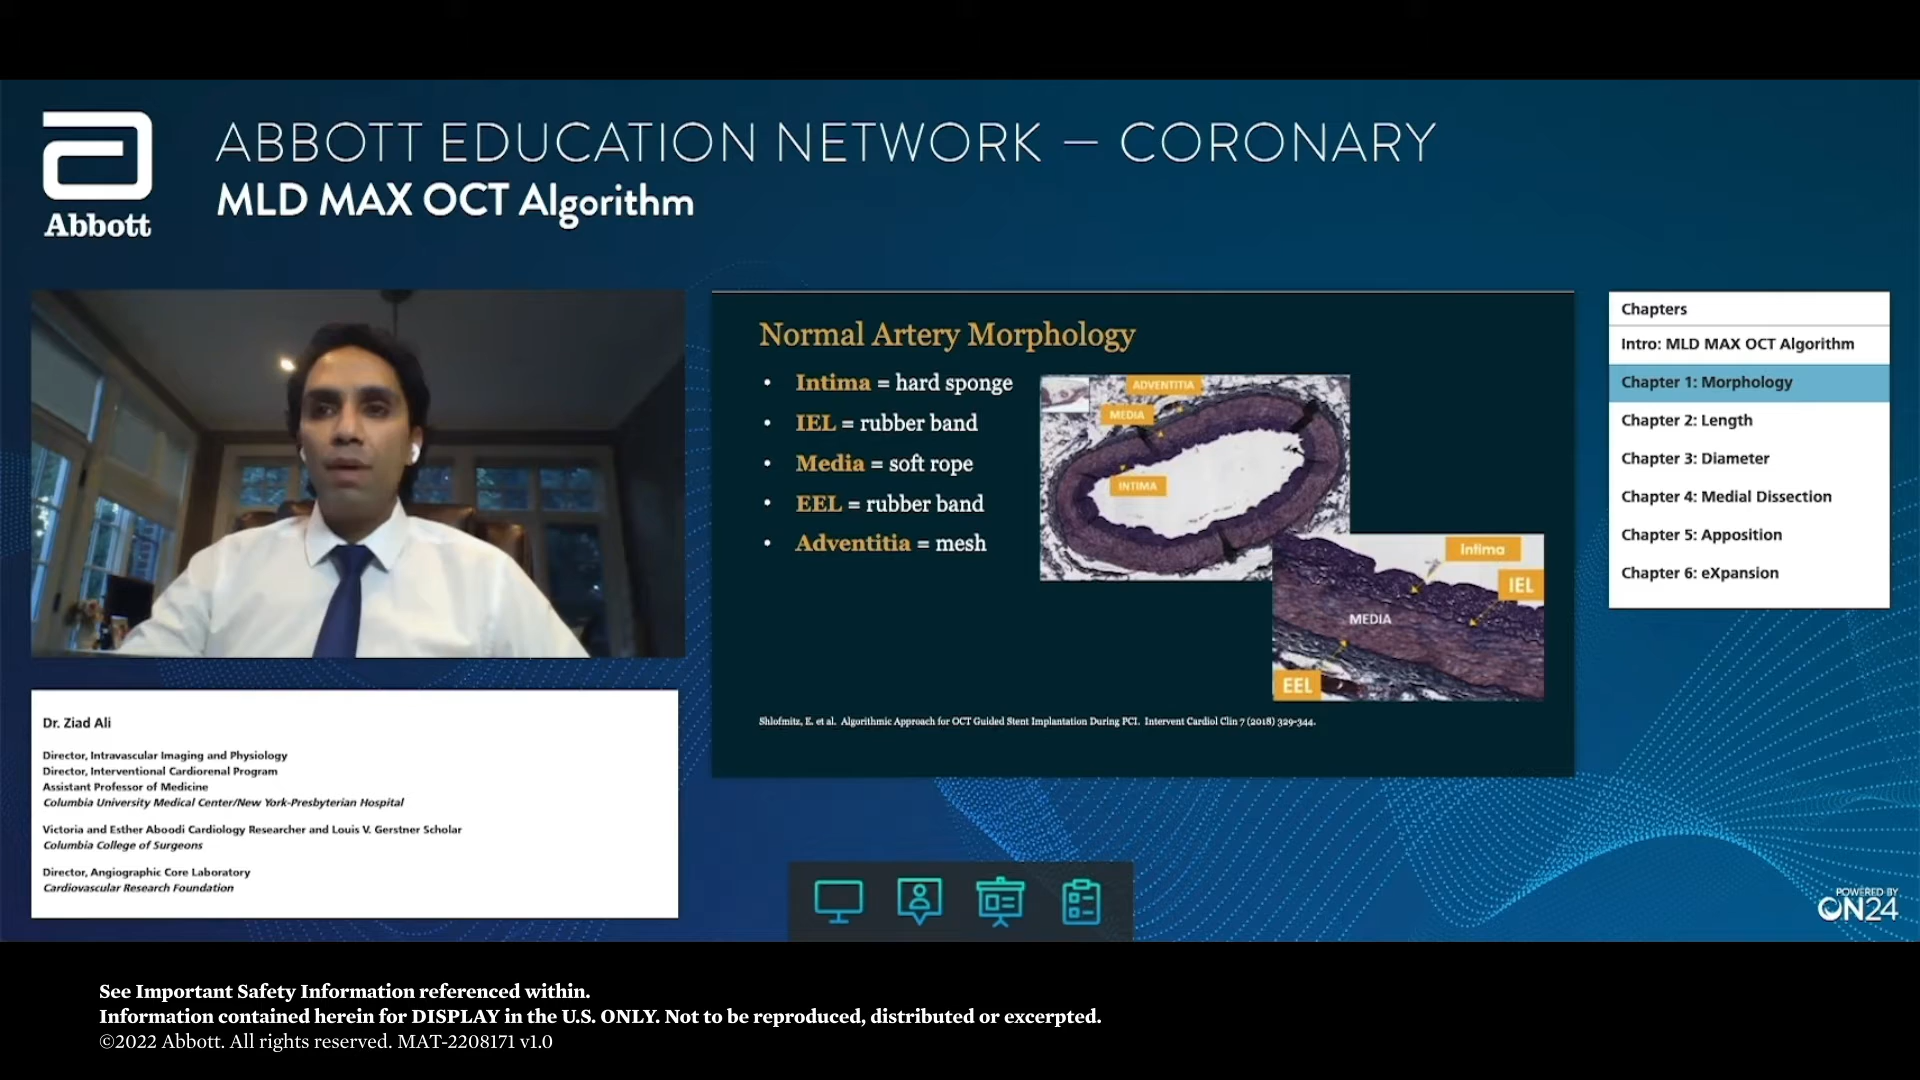 Abbott
ABBOTT EDUCATION NETWORK – CORONARY
MLD MAX OCT Algorithm
Normal Artery Morphology
• Intima = hard sponge
• IEL = rubber band
• Media = soft rope
• EEL = rubber band
• Adventitia = mesh
ADVENTITIA
MEDIA
INTIMA
Intima
IEL
MEDIA
EEL
Shlofmitz, E. et al. Algorithmic Approach for OCT Guided Stent Implantation During PCI. Intervent Cardiol Clin 7 (2018) 329-344.
Chapters
Intro: MLD MAX OCT Algorithm
Chapter 1: Morphology
Chapter 2: Length
Chapter 3: Diameter
Chapter 4: Medial Dissection
Chapter 5: Apposition
Chapter 6: eXpansion
Dr. Ziad Ali
Director, Intravascular Imaging and Physiology
Director, Interventional Cardiorenal Program
Assistant Professor of Medicine
Columbia University Medical Center/New York-Presbyterian Hospital
Victoria and Esther Aboodi Cardiology Researcher and Louis V. Gerstner Scholar
Columbia College of Surgeons
Director, Angiographic Core Laboratory
Cardiovascular Research Foundation
POWERED BY
ON24
See Important Safety Information referenced within.
Information contained herein for DISPLAY in the U.S. ONLY. Not to be reproduced, distributed or excerpted.
©2022 Abbott. All rights reserved. MAT-2208171 v1.0